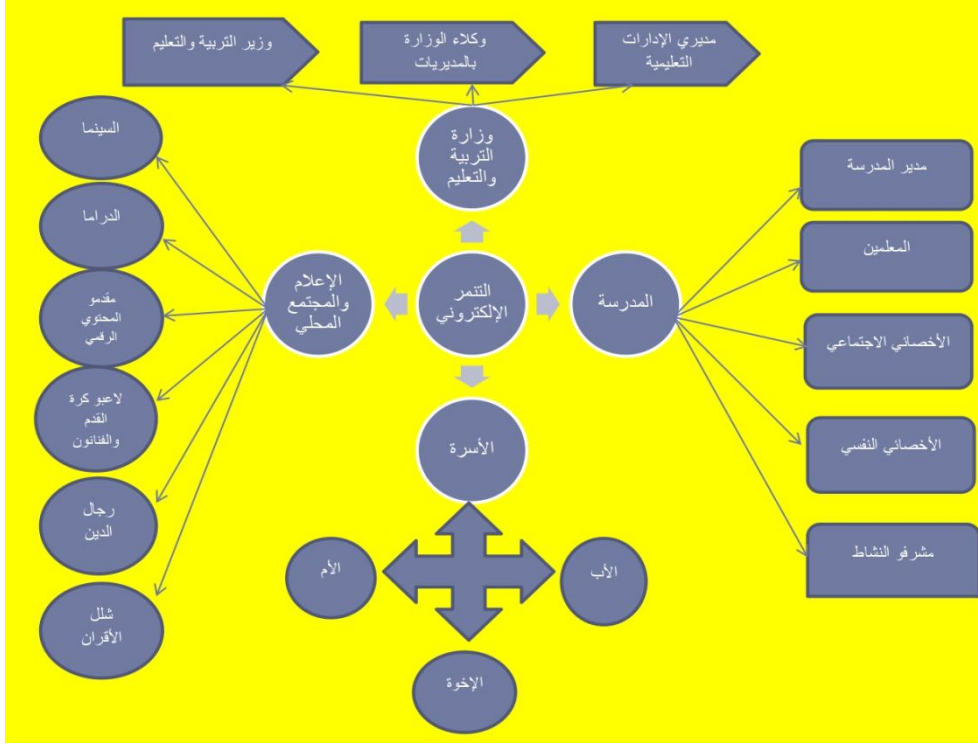 مديري الإدارات
التعليمية
وكلاء الوزارة
بالمديريات
وزير التربية والتعليم
وزارة
التربية
والتعليم
مدير المدرسة
المعلمين
الأخصائي الاجتماعي
الأخصائي النفسي
مشرفو النشاط
المدرسة
التنمر
الإلكتروني
الإعلام
والمجتمع
المحلي
السينما
الدراما
مقدمو
المحتوي
الرقمي
لاعبو كرة
القدم
والفنانون
رجال
الدين
شلل
الأقران
الأسرة
الأب
الأم
الإخوة